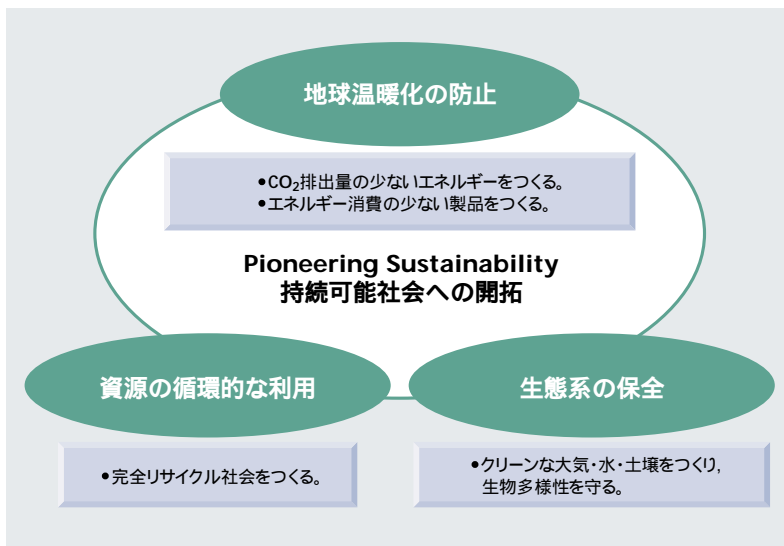 地球温暖化の防止
•CO₂排出量の少ないエネルギーをつくる。
•エネルギー消費の少ない製品をつくる。
Pioneering Sustainability
持続可能社会への開拓
資源の循環的な利用
•完全リサイクル社会をつくる。
生態系の保全
•クリーンな大気・水・土壌をつくり,
生物多様性を守る。